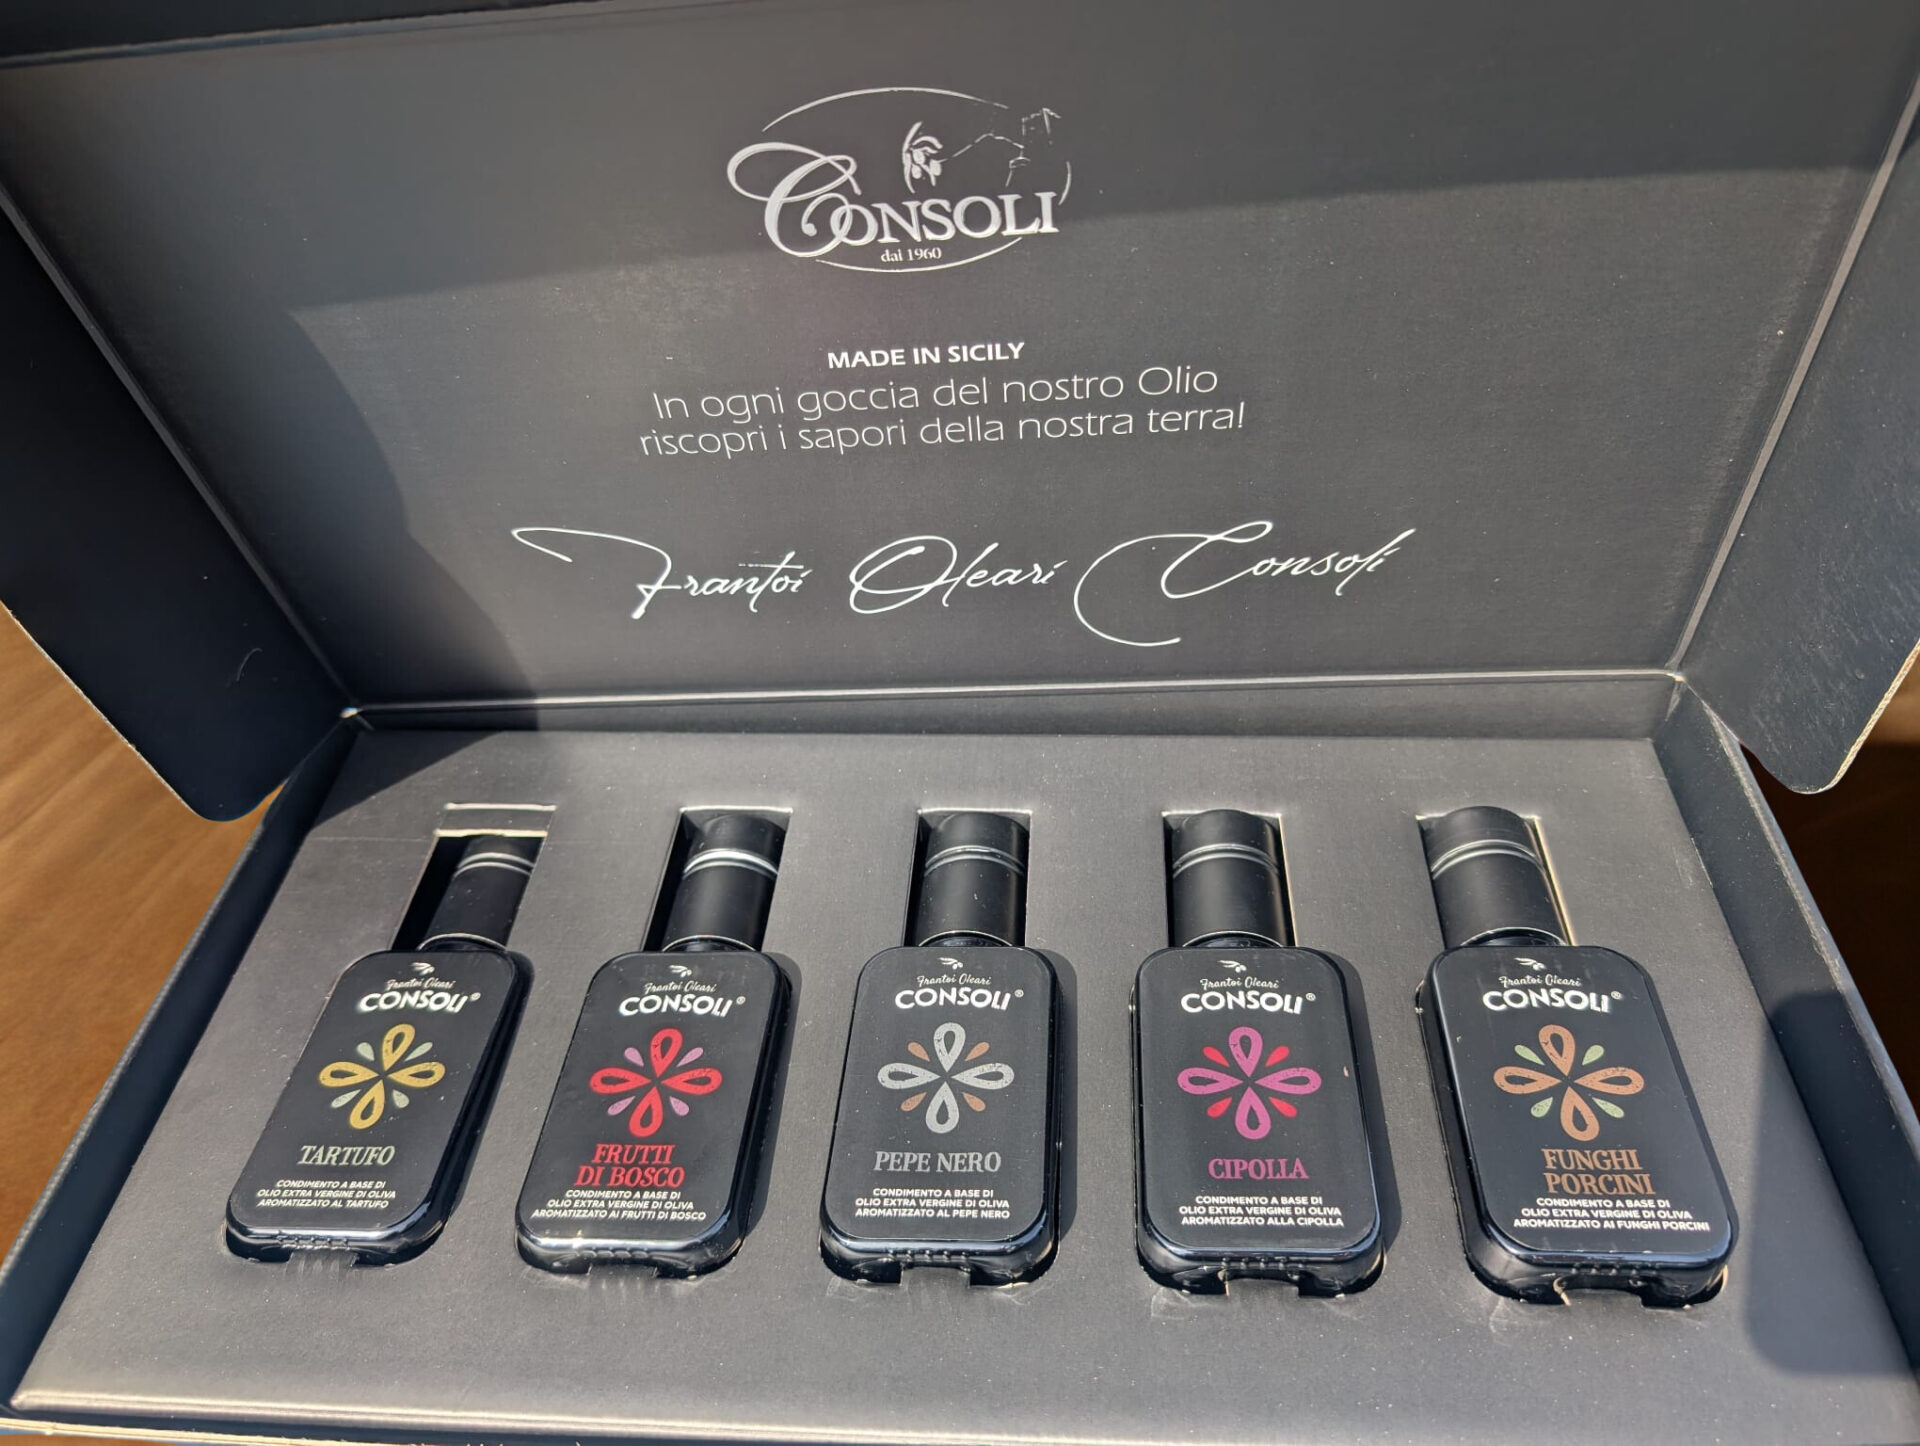 CONSOLI
dal 1960
MADE IN SICILY
In ogni goccia del nostro Olio
riscopri i sapori della nostra terra!
Frantoi Oleari Consoli
Frantoi Oleari
CONSOLI®
TARTUFO
CONDIMENTO A BASE DI
OLIO EXTRA VERGINE DI OLIVA
AROMATIZZATO AL TARTUFO
Frantoi Oleari
CONSOLI®
FRUTTI
DI BOSCO
CONDIMENTO A BASE DI
OLIO EXTRA VERGINE DI OLIVA
AROMATIZZATO AI FRUTTI DI BOSCO
Frantoi Oleari
CONSOLI®
PEPE NERO
CONDIMENTO A BASE DI
OLIO EXTRA VERGINE DI OLIVA
AROMATIZZATO AL PEPE NERO
Frantoi Oleari
CONSOLI®
CIPOLLA
CONDIMENTO A BASE DI
OLIO EXTRA VERGINE DI OLIVA
AROMATIZZATO ALLA CIPOLLA
Frantoi Oleari
CONSOLI®
FUNGHI
PORCINI
CONDIMENTO A BASE DI
OLIO EXTRA VERGINE DI OLIVA
AROMATIZZATO AI FUNGHI PORCINI